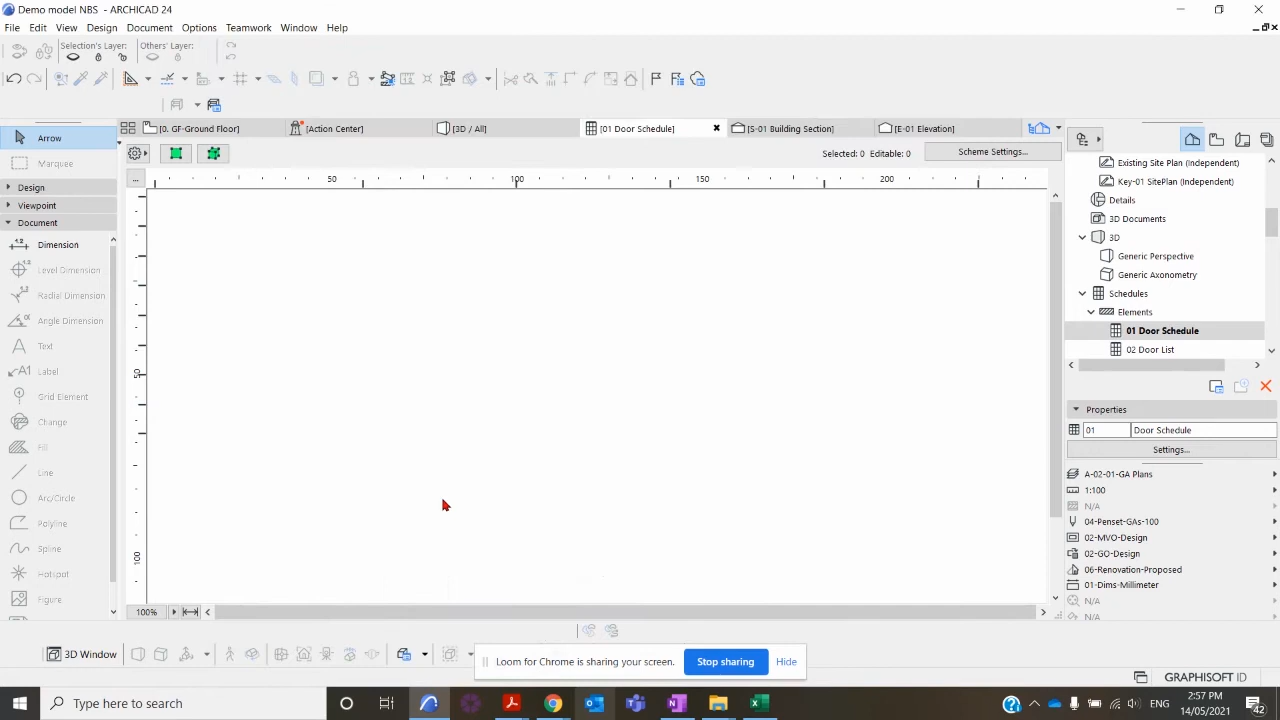 Demo model NBS - ARCHICAD 24
File Edit View Design Document Options Teamwork Window Help
Selection's Layer: Others' Layer:
[0. GF-Ground Floor] [Action Center] [3D / All] [01 Door Schedule] [S-01 Building Section] [E-01 Elevation]
Selected: 0 Editable: 0 Scheme Settings...
Arrow
Marquee
Design
Viewpoint
Document
Dimension
Level Dimension
Radial Dimension
Angle Dimension
Text
Label
Grid Element
Change
Fill
Line
Arc/Circle
Polyline
Spline
Hotspot
Figure
50 100 150 200
50
100
Existing Site Plan (Independent)
Key-01 SitePlan (Independent)
Details
3D Documents
3D
Generic Perspective
Generic Axonometry
Schedules
Elements
01 Door Schedule
02 Door List
Properties
01 Door Schedule
Settings...
A-02-01-GA Plans
1:100
N/A
04-Penset-GAs-100
02-MVO-Design
02-GO-Design
06-Renovation-Proposed
01-Dims-Millimeter
N/A
N/A
100%
3D Window
Loom for Chrome is sharing your screen. Stop sharing Hide
GRAPHISOFT ID
Type here to search
ENG
2:57 PM
14/05/2021
42